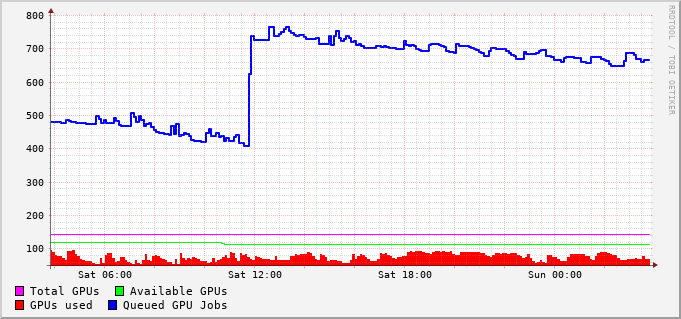 800
700
600
500
400
300
200
100
Sat 06:00 Sat 12:00 Sat 18:00 Sun 00:00
Total GPUs Available GPUs
GPUs used Queued GPU Jobs
RRDTOOL / TOBI OETIKER